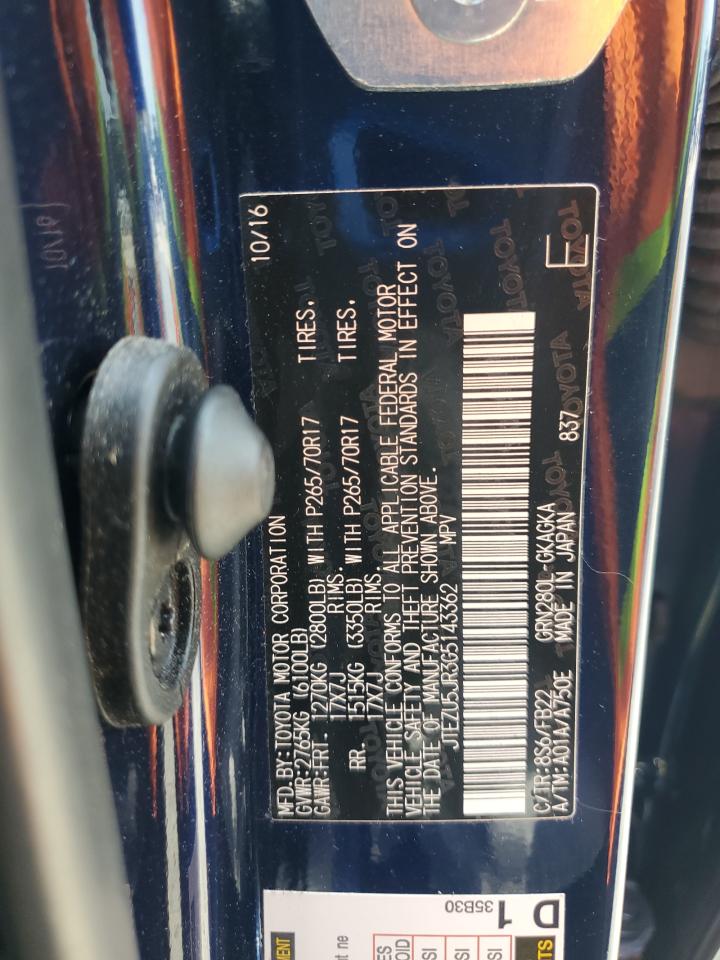 MFD. BY: TOYOTA MOTOR CORPORATION 10/16
GVWR: 2765KG (6100LB)
GAWR: FRT. 1270KG (2800LB) WITH P265/70R17 TIRES,
17X7J RIMS.
RR. 1515KG (3350LB) WITH P265/70R17 TIRES,
17X7J RIMS.
THIS VEHICLE CONFORMS TO ALL APPLICABLE FEDERAL MOTOR
VEHICLE SAFETY AND THEFT PREVENTION STANDARDS IN EFFECT ON
THE DATE OF MANUFACTURE SHOWN ABOVE.
JTEZU5JR3G5143362 MPV
C/TR: 8S6/FB22 GRN280L-GKAGKA 837
A/TM: A01A/A750E MADE IN JAPAN
TOYOTA
D
1
35B30